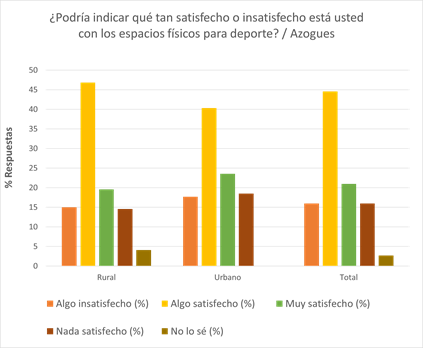 ¿Podría indicar qué tan satisfecho o insatisfecho está usted
con los espacios físicos para deporte? / Azogues
% Respuestas
50
45
40
35
30
25
20
15
10
5
0
Rural Urbano Total
Algo insatisfecho (%) Algo satisfecho (%) Muy satisfecho (%)
Nada satisfecho (%) No lo sé (%)